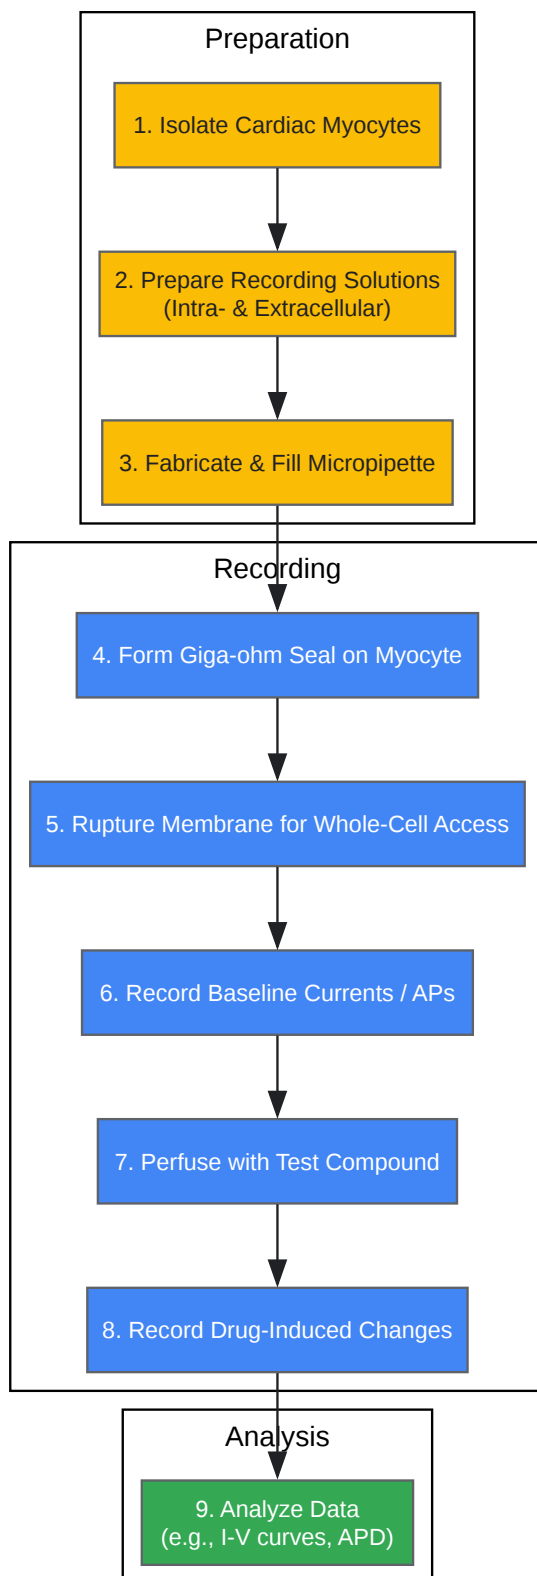 Preparation
1. Isolate Cardiac Myocytes
2. Prepare Recording Solutions
(Intra- & Extracellular)
3. Fabricate & Fill Micropipette
Recording
4. Form Giga-ohm Seal on Myocyte
5. Rupture Membrane for Whole-Cell Access
6. Record Baseline Currents / APs
7. Perfuse with Test Compound
8. Record Drug-Induced Changes
Analysis
9. Analyze Data
(e.g., I-V curves, APD)